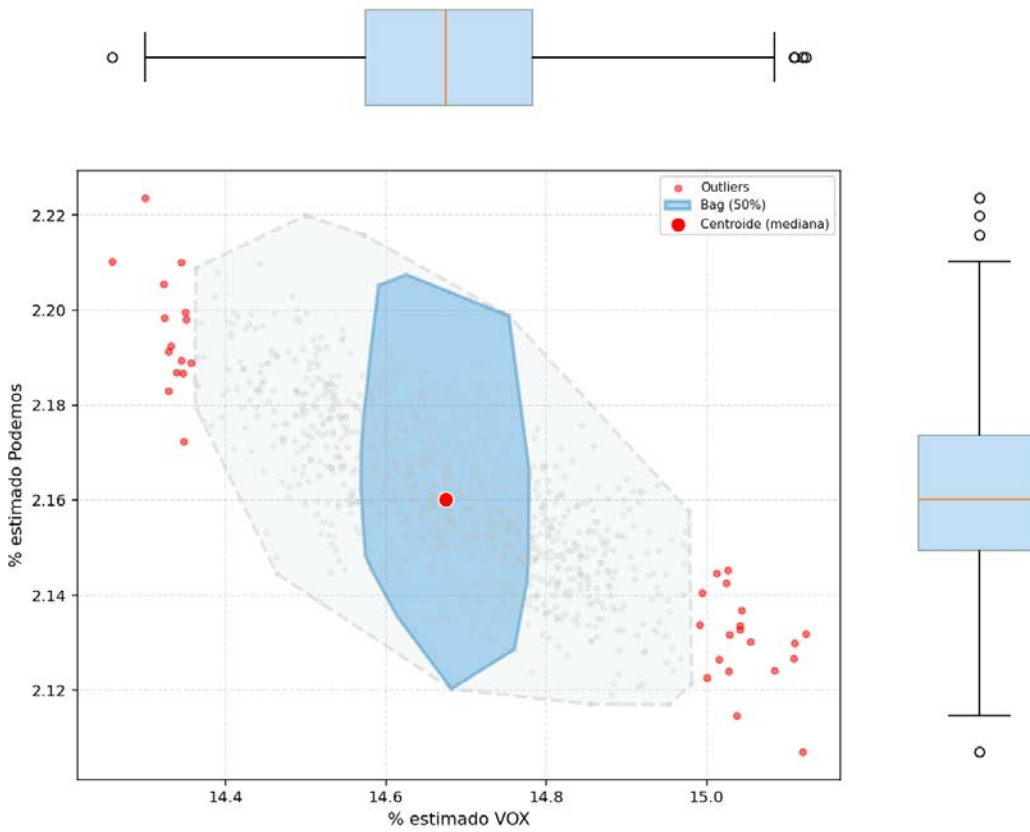 Outliers
Bag (50%)
Centroide (mediana)
2.22
2.20
2.18
2.16
2.14
2.12
% estimado Podemos
14.4
14.6
14.8
15.0
% estimado VOX